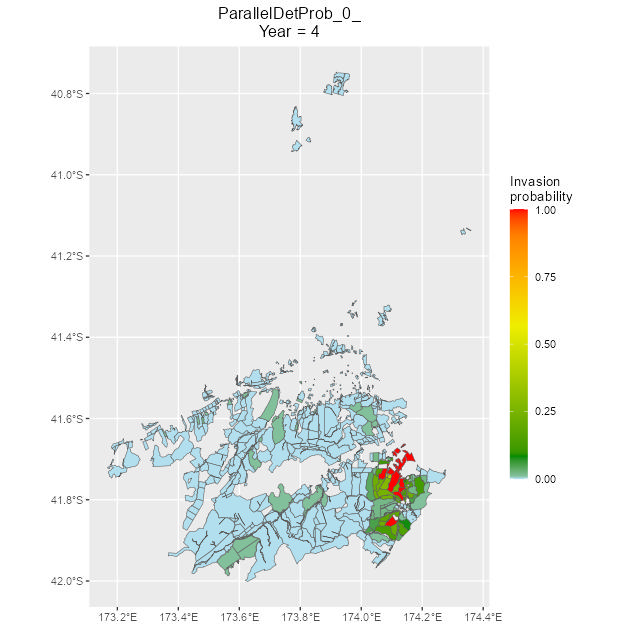 ParallelDetProb_0_
Year = 4
40.8°S
41.0°S
41.2°S
41.4°S
41.6°S
41.8°S
42.0°S
173.2°E 173.4°E 173.6°E 173.8°E 174.0°E 174.2°E 174.4°E
Invasion
probability
1.00
0.75
0.50
0.25
0.00